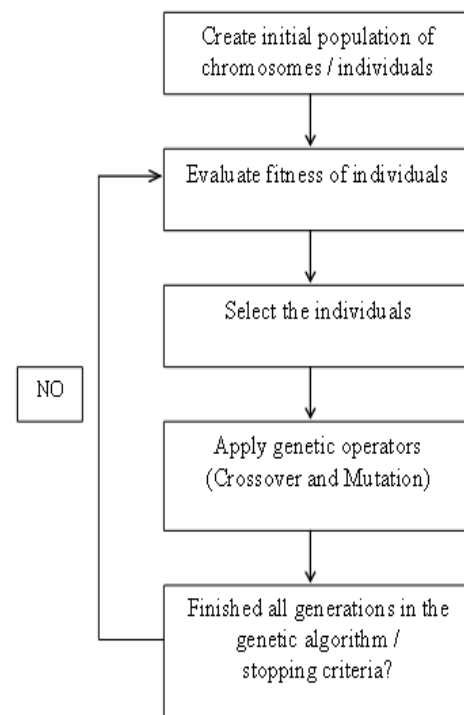 Create initial population of
chromosomes / individuals
Evaluate fitness of individuals
Select the individuals
NO
Apply genetic operators
(Crossover and Mutation)
Finished all generations in the
genetic algorithm /
stopping criteria?